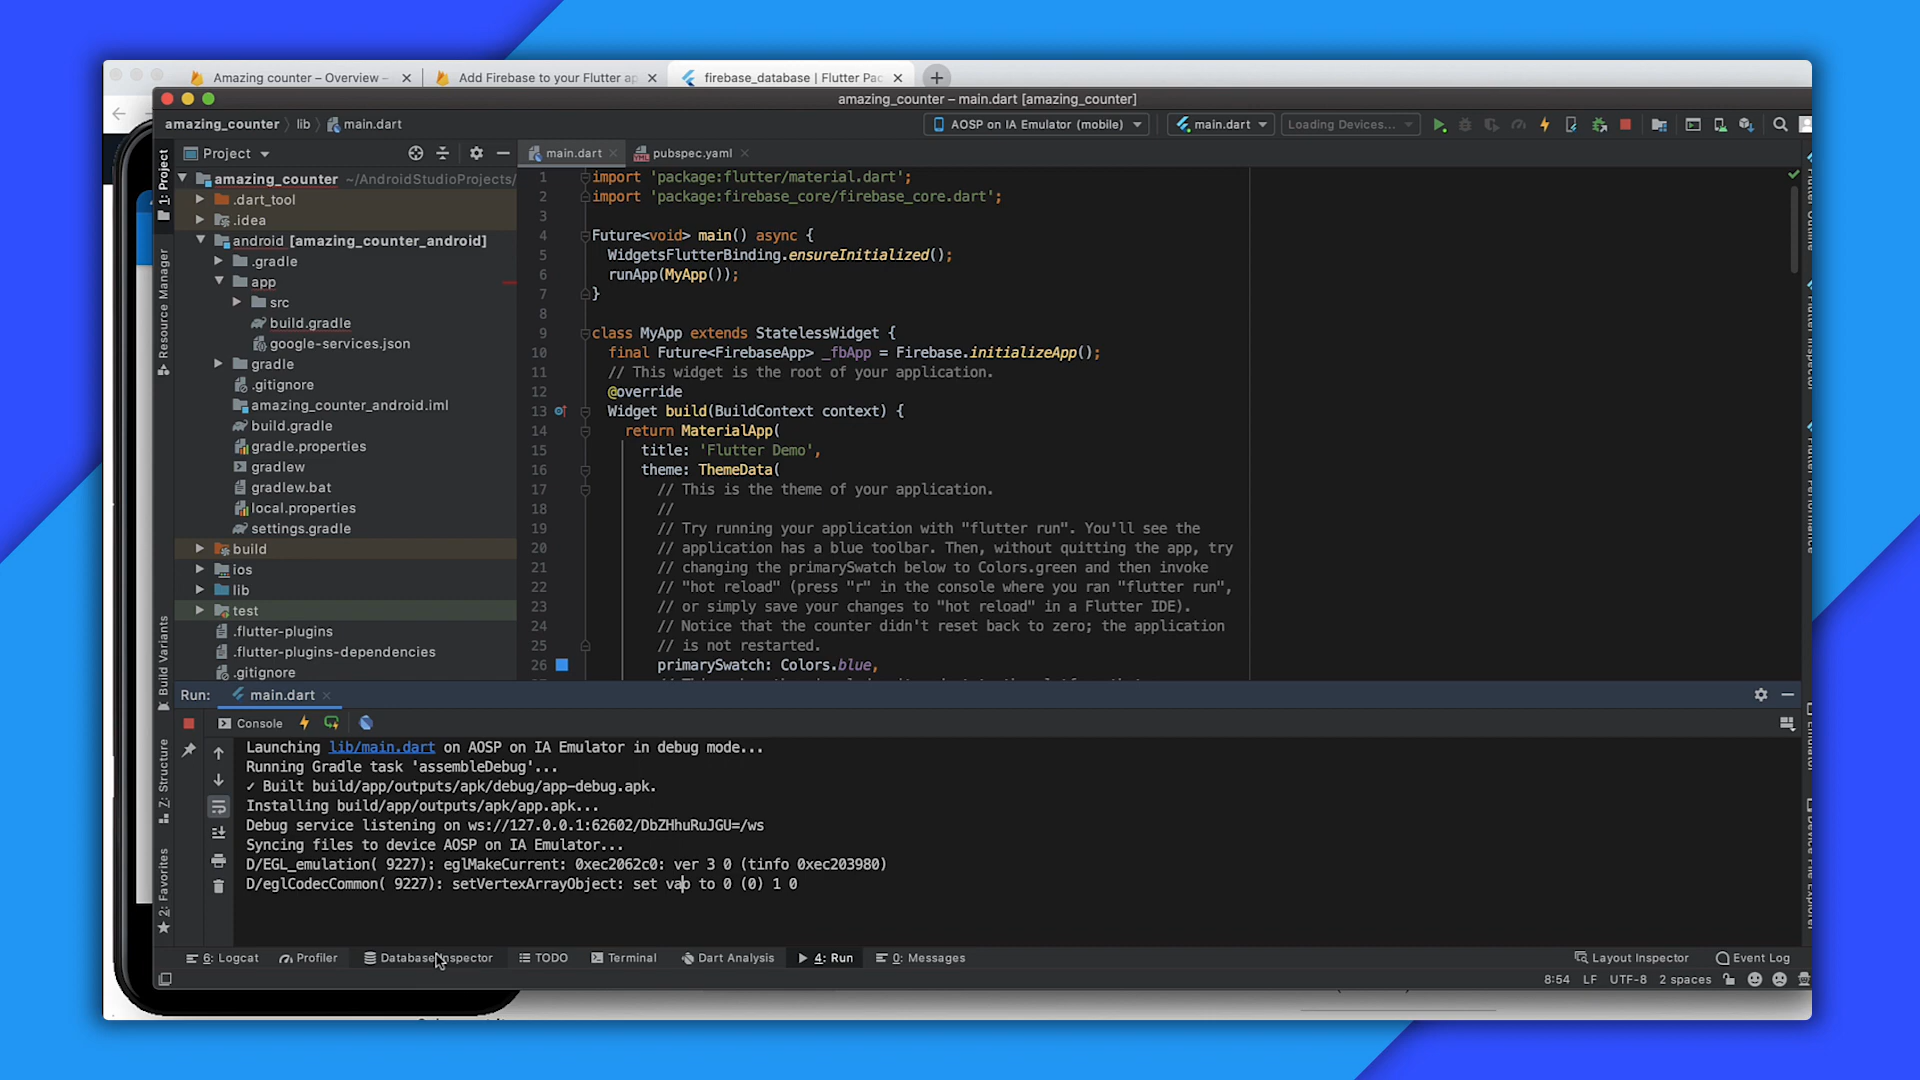 Amazing counter – Overview –
Add Firebase to your Flutter ap
firebase_database | Flutter Pac
amazing_counter – main.dart [amazing_counter]
amazing_counter
lib
main.dart
AOSP on IA Emulator (mobile)
main.dart
Loading Devices...
Project
main.dart
pubspec.yaml
amazing_counter ~/AndroidStudioProjects/
.dart_tool
.idea
android [amazing_counter_android]
.gradle
app
src
build.gradle
google-services.json
gradle
.gitignore
amazing_counter_android.iml
build.gradle
gradle.properties
gradlew
gradlew.bat
local.properties
settings.gradle
build
ios
lib
test
.flutter-plugins
.flutter-plugins-dependencies
.gitignore
1: Project
Resource Manager
Build Variants
Z: Structure
2: Favorites
1 import 'package:flutter/material.dart';
2 import 'package:firebase_core/firebase_core.dart';
3
4 Future<void> main() async {
5 WidgetsFlutterBinding.ensureInitialized();
6 runApp(MyApp());
7 }
8
9 class MyApp extends StatelessWidget {
10 final Future<FirebaseApp> _fbApp = Firebase.initializeApp();
11 // This widget is the root of your application.
12 @override
13 Widget build(BuildContext context) {
14 return MaterialApp(
15 title: 'Flutter Demo',
16 theme: ThemeData(
17 // This is the theme of your application.
18 //
19 // Try running your application with "flutter run". You'll see the
20 // application has a blue toolbar. Then, without quitting the app, try
21 // changing the primarySwatch below to Colors.green and then invoke
22 // "hot reload" (press "r" in the console where you ran "flutter run",
23 // or simply save your changes to "hot reload" in a Flutter IDE).
24 // Notice that the counter didn't reset back to zero; the application
25 // is not restarted.
26 primarySwatch: Colors.blue,
Run:
main.dart
Console
Launching lib/main.dart on AOSP on IA Emulator in debug mode...
Running Gradle task 'assembleDebug'...
✓ Built build/app/outputs/apk/debug/app-debug.apk.
Installing build/app/outputs/apk/app.apk...
Debug service listening on ws://127.0.0.1:62602/DbZHhuRuJGU=/ws
Syncing files to device AOSP on IA Emulator...
D/EGL_emulation( 9227): eglMakeCurrent: 0xec2062c0: ver 3 0 (tinfo 0xec203980)
D/eglCodecCommon( 9227): setVertexArrayObject: set vao to 0 (0) 1 0
6: Logcat
Profiler
Database Inspector
TODO
Terminal
Dart Analysis
4: Run
0: Messages
Layout Inspector
Event Log
8:54
LF
UTF-8
2 spaces